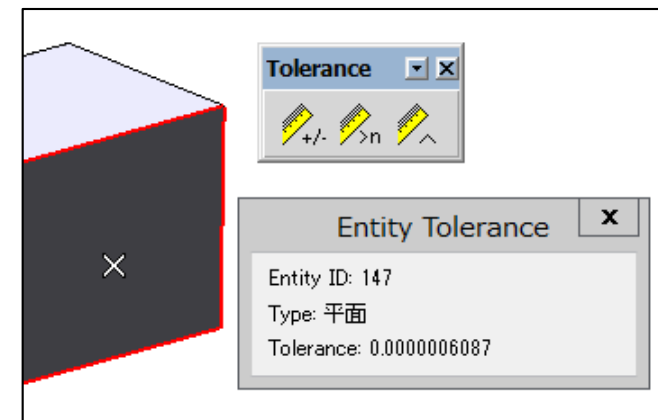 Tolerance
+/- >n
Entity Tolerance
Entity ID: 147
Type: 平面
Tolerance: 0.0000006087